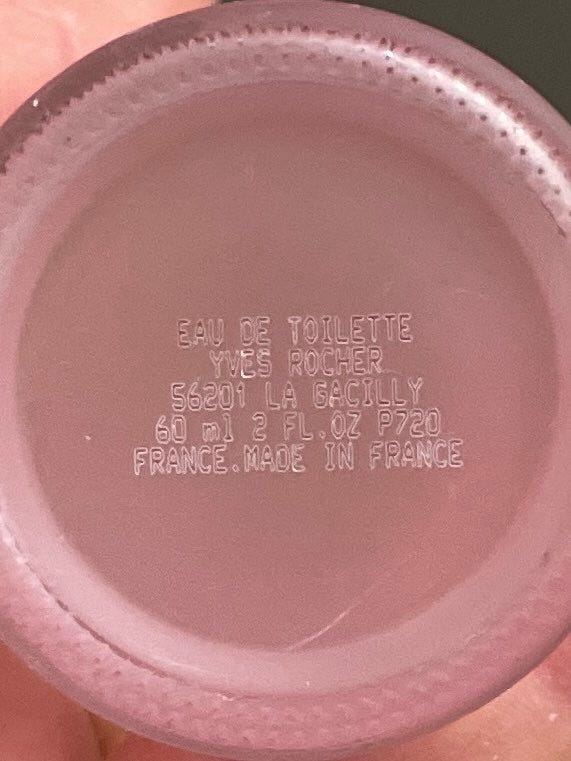 EAU DE TOILETTE
YVES ROCHER
56201 LA GACILLY
60 ml 2 FL.OZ P720
FRANCE.MADE IN FRANCE